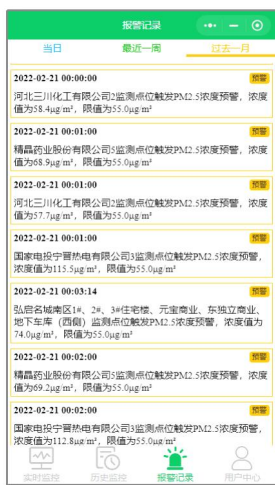 报警记录
当日 最近一周 过去一月
2022-02-21 00:00:00 预警
河北三川化工有限公司2监测点位触发PM2.5浓度预警，浓度
值为58.4μg/m³，限值为55.0μg/m³
2022-02-21 00:01:00 预警
精晶药业股份有限公司5监测点位触发PM2.5浓度预警，浓度
值为68.9μg/m³，限值为55.0μg/m³
2022-02-21 00:01:00 预警
河北三川化工有限公司2监测点位触发PM2.5浓度预警，浓度
值为57.7μg/m³，限值为55.0μg/m³
2022-02-21 00:01:00 预警
国家电投宁晋热电有限公司3监测点位触发PM2.5浓度预警，
浓度值为115.5μg/m³，限值为55.0μg/m³
2022-02-21 00:03:14 预警
弘启名城南区1#、2#、3#住宅楼、元宝商业、东独立商业、
地下车库（西侧）监测点位触发PM2.5浓度预警，浓度值为
74.0μg/m³，限值为55.0μg/m³
2022-02-21 00:02:00 预警
精晶药业股份有限公司5监测点位触发PM2.5浓度预警，浓度
值为69.2μg/m³，限值为55.0μg/m³
2022-02-21 00:02:00 预警
国家电投宁晋热电有限公司3监测点位触发PM2.5浓度预警，
浓度值为112.8μg/m³，限值为55.0μg/m³
实时监控 历史监控 报警记录 用户中心